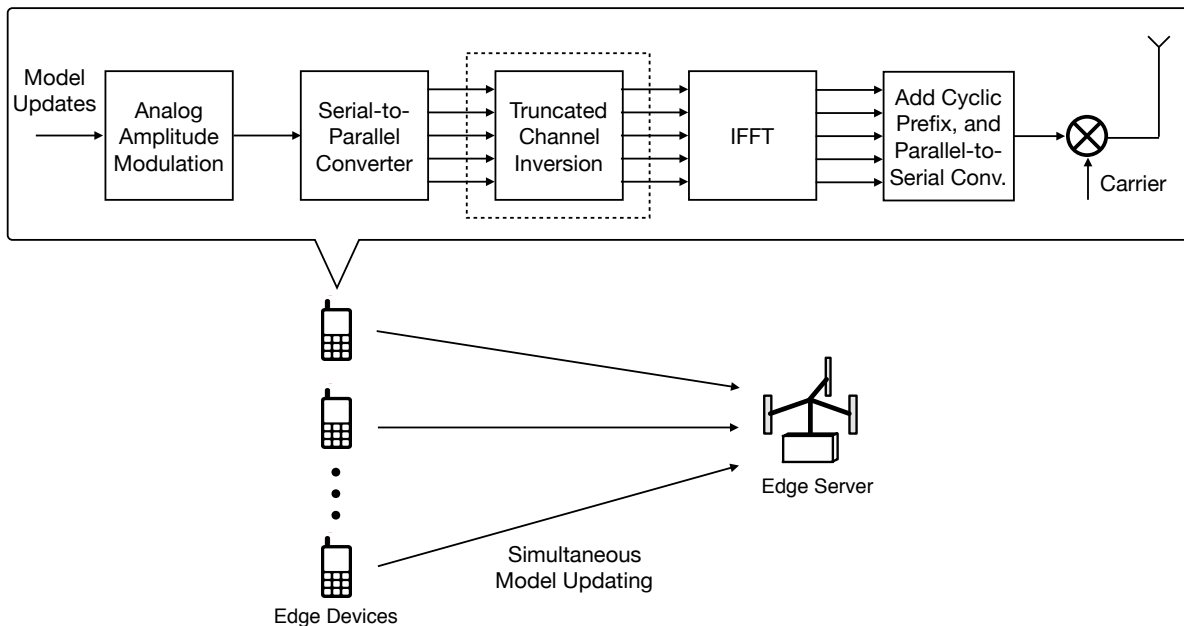 Model
Updates
Analog
Amplitude
Modulation
Serial-to-
Parallel
Converter
Truncated
Channel
Inversion
IFFT
Add Cyclic
Prefix, and
Parallel-to-
Serial Conv.
Carrier
Edge Server
Simultaneous
Model Updating
Edge Devices